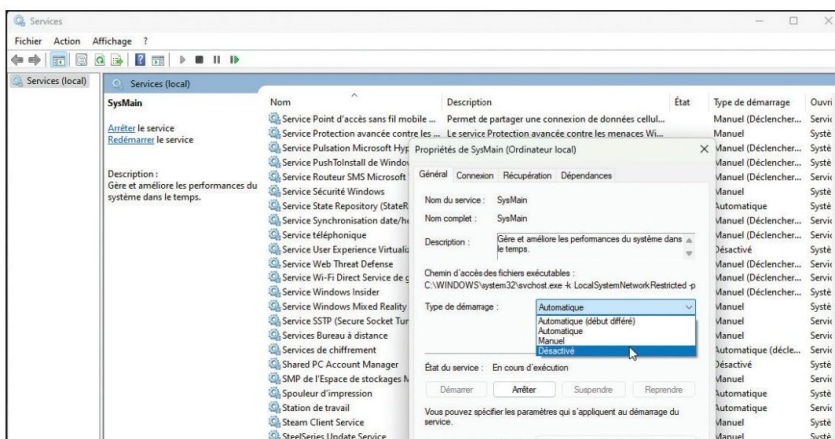 Services
Fichier Action Affichage ?
Services (local)
Services (local)
SysMain
Arrêter le service
Redémarrer le service
Description :
Gère et améliore les performances du
système dans le temps.
Nom Description État Type de démarrage Ouvri
Service Point d'accès sans fil mobile ... Permet de partager une connexion de données cellul... Manuel (Déclencher... Servic
Service Protection avancée contre les ... Le service Protection avancée contre les menaces Wi... Manuel Systè
Service Pulsation Microsoft Hyp Manuel (Déclencher... Systè
Service PushToInstall de Window Manuel (Déclencher... Systè
Service Routeur SMS Microsoft Manuel (Déclencher... Servic
Service Sécurité Windows Manuel Systè
Service State Repository (StateR Automatique Systè
Service Synchronisation date/he Manuel (Déclencher... Servic
Service téléphonique Manuel (Déclencher... Servic
Service User Experience Virtualiz Désactivé Systè
Service Web Threat Defense Manuel (Déclencher... Servic
Service Wi-Fi Direct Service de g Manuel (Déclencher... Servic
Service Windows Insider Manuel (Déclencher... Systè
Service Windows Mixed Reality Manuel Systè
Service SSTP (Secure Socket Tur Manuel Servic
Services Bureau à distance Manuel Servic
Services de chiffrement Automatique (décle... Servic
Shared PC Account Manager Désactivé Systè
SMP de l'Espace de stockages M Manuel Servic
Spouleur d'impression Automatique Systè
Station de travail Automatique Servic
Steam Client Service Manuel Systè
SteelSeries Update Service Manuel Systè
Propriétés de SysMain (Ordinateur local)
Général Connexion Récupération Dépendances
Nom du service : SysMain
Nom complet : SysMain
Description : Gère et améliore les performances du système dans
le temps.
Chemin d'accès des fichiers exécutables :
C:\WINDOWS\system32\svchost.exe -k LocalSystemNetworkRestricted -p
Type de démarrage : Automatique
Automatique (début différé)
Automatique
Manuel
Désactivé
État du service : En cours d'exécution
Démarrer Arrêter Suspendre Reprendre
Vous pouvez spécifier les paramètres qui s'appliquent au démarrage du
service.